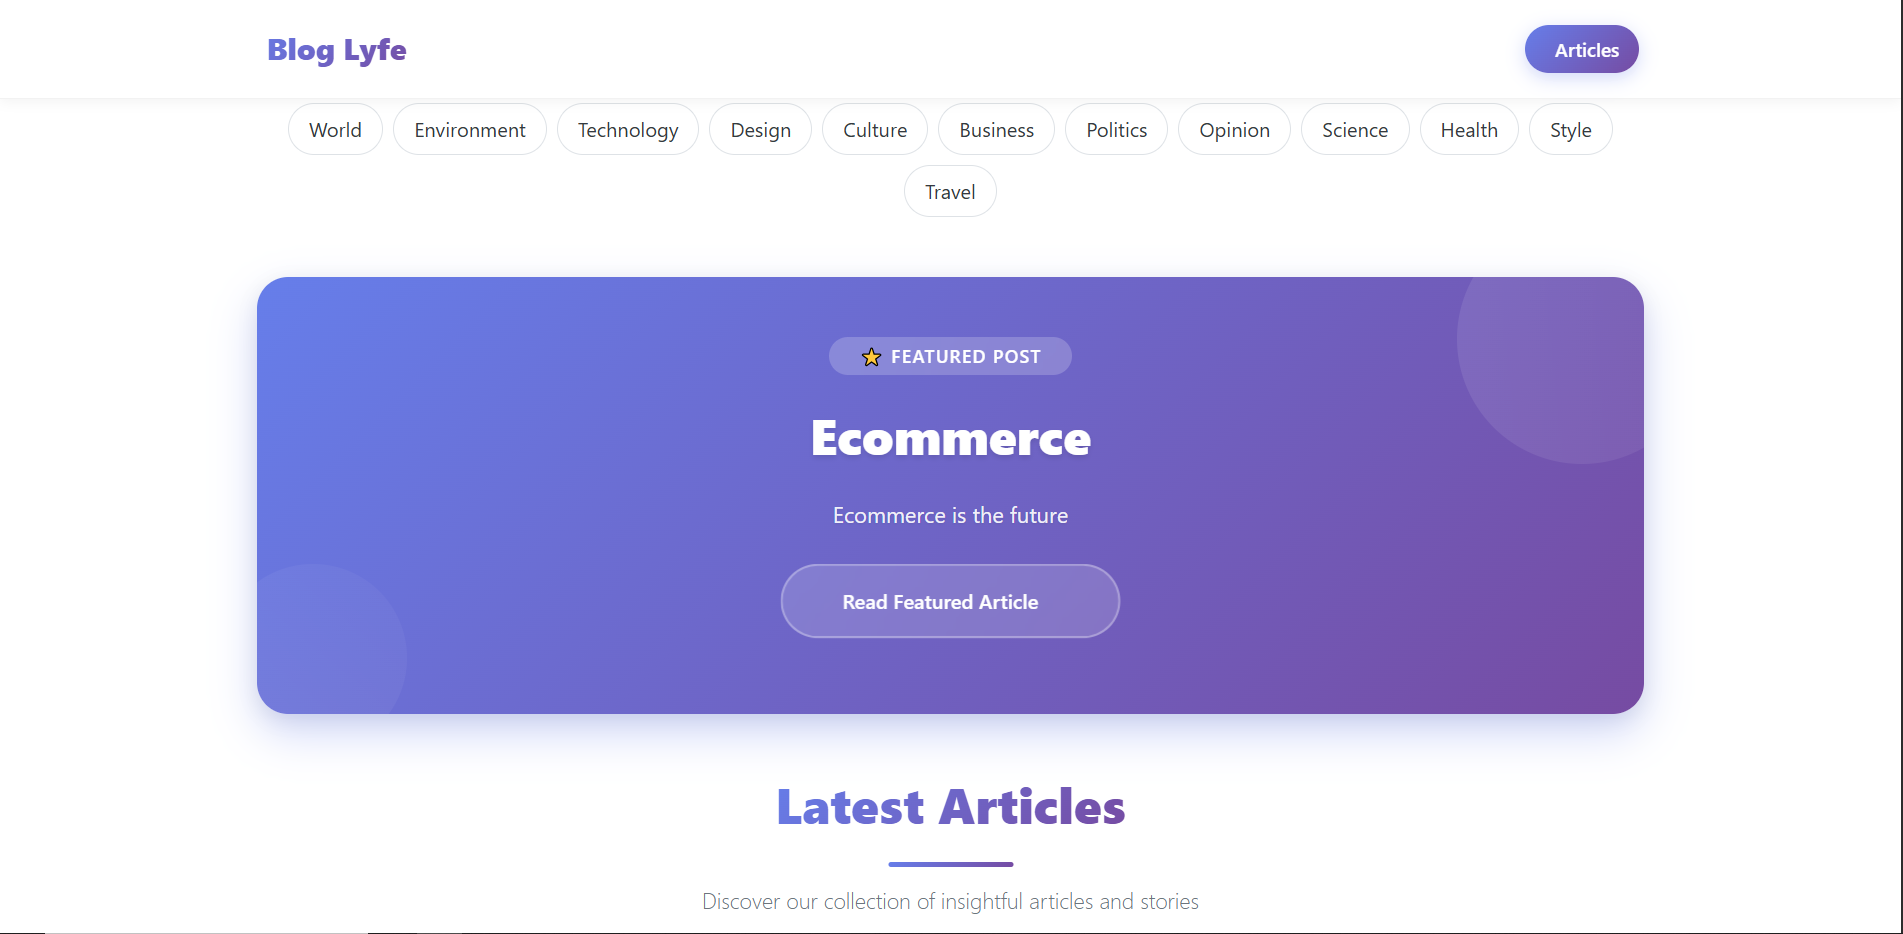 Blog Lyfe
Articles
World Environment Technology Design Culture Business Politics Opinion Science Health Style
Travel
⭐ FEATURED POST
Ecommerce
Ecommerce is the future
Read Featured Article
Latest Articles
Discover our collection of insightful articles and stories